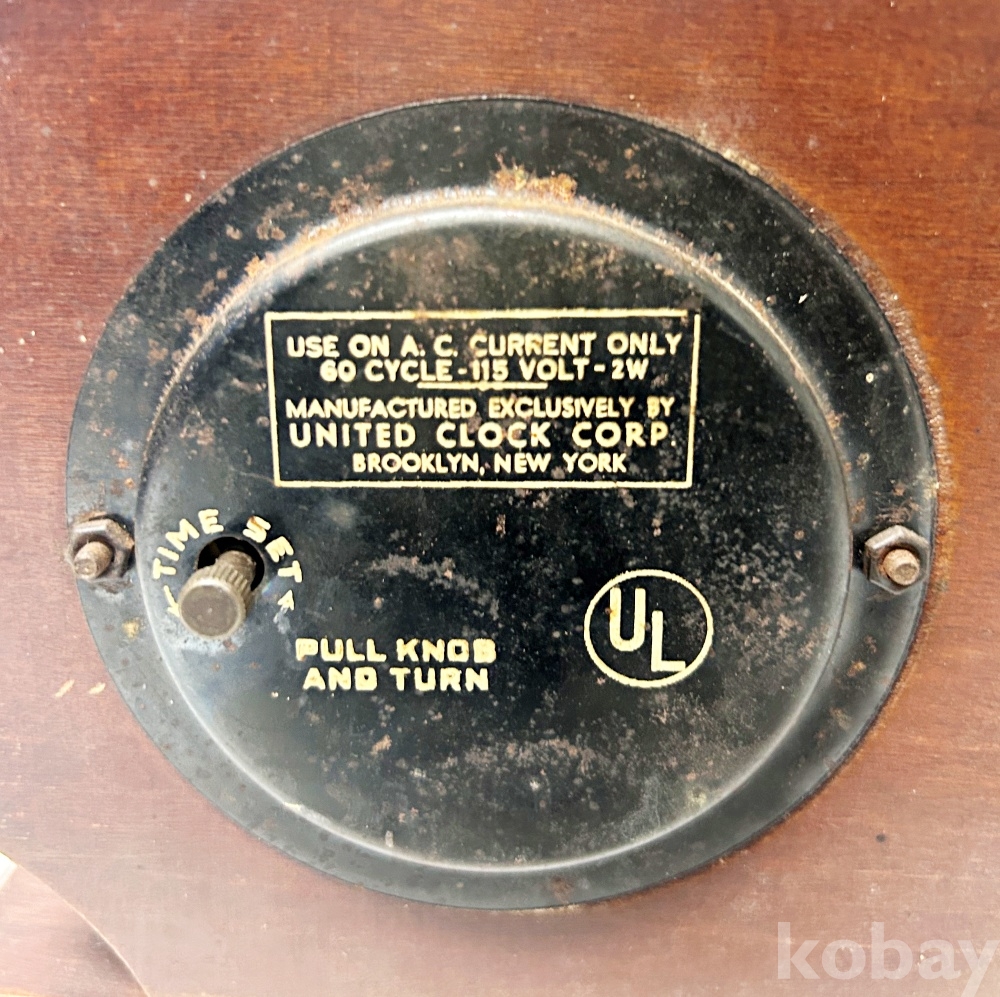 USE ON A. C. CURRENT ONLY
60 CYCLE - 115 VOLT - 2W
MANUFACTURED EXCLUSIVELY BY
UNITED CLOCK CORP.
BROOKLYN, NEW YORK
TIME SET
PULL KNOB
AND TURN
UL
kobay